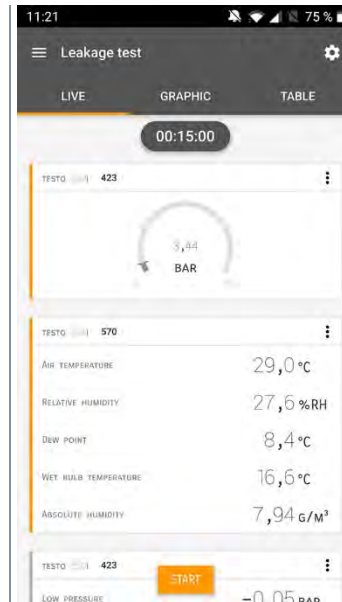 11:21 75 %
Leakage test
LIVE GRAPHIC TABLE
00:15:00
TESTO 423
3,44
BAR
TESTO 570
AIR TEMPERATURE 29,0 °C
RELATIVE HUMIDITY 27,6 %RH
DEW POINT 8,4 °C
WET BULB TEMPERATURE 16,6 °C
ABSOLUTE HUMIDITY 7,94 G/M³
TESTO 423
START
LOW PRESSURE -0,05 BAR